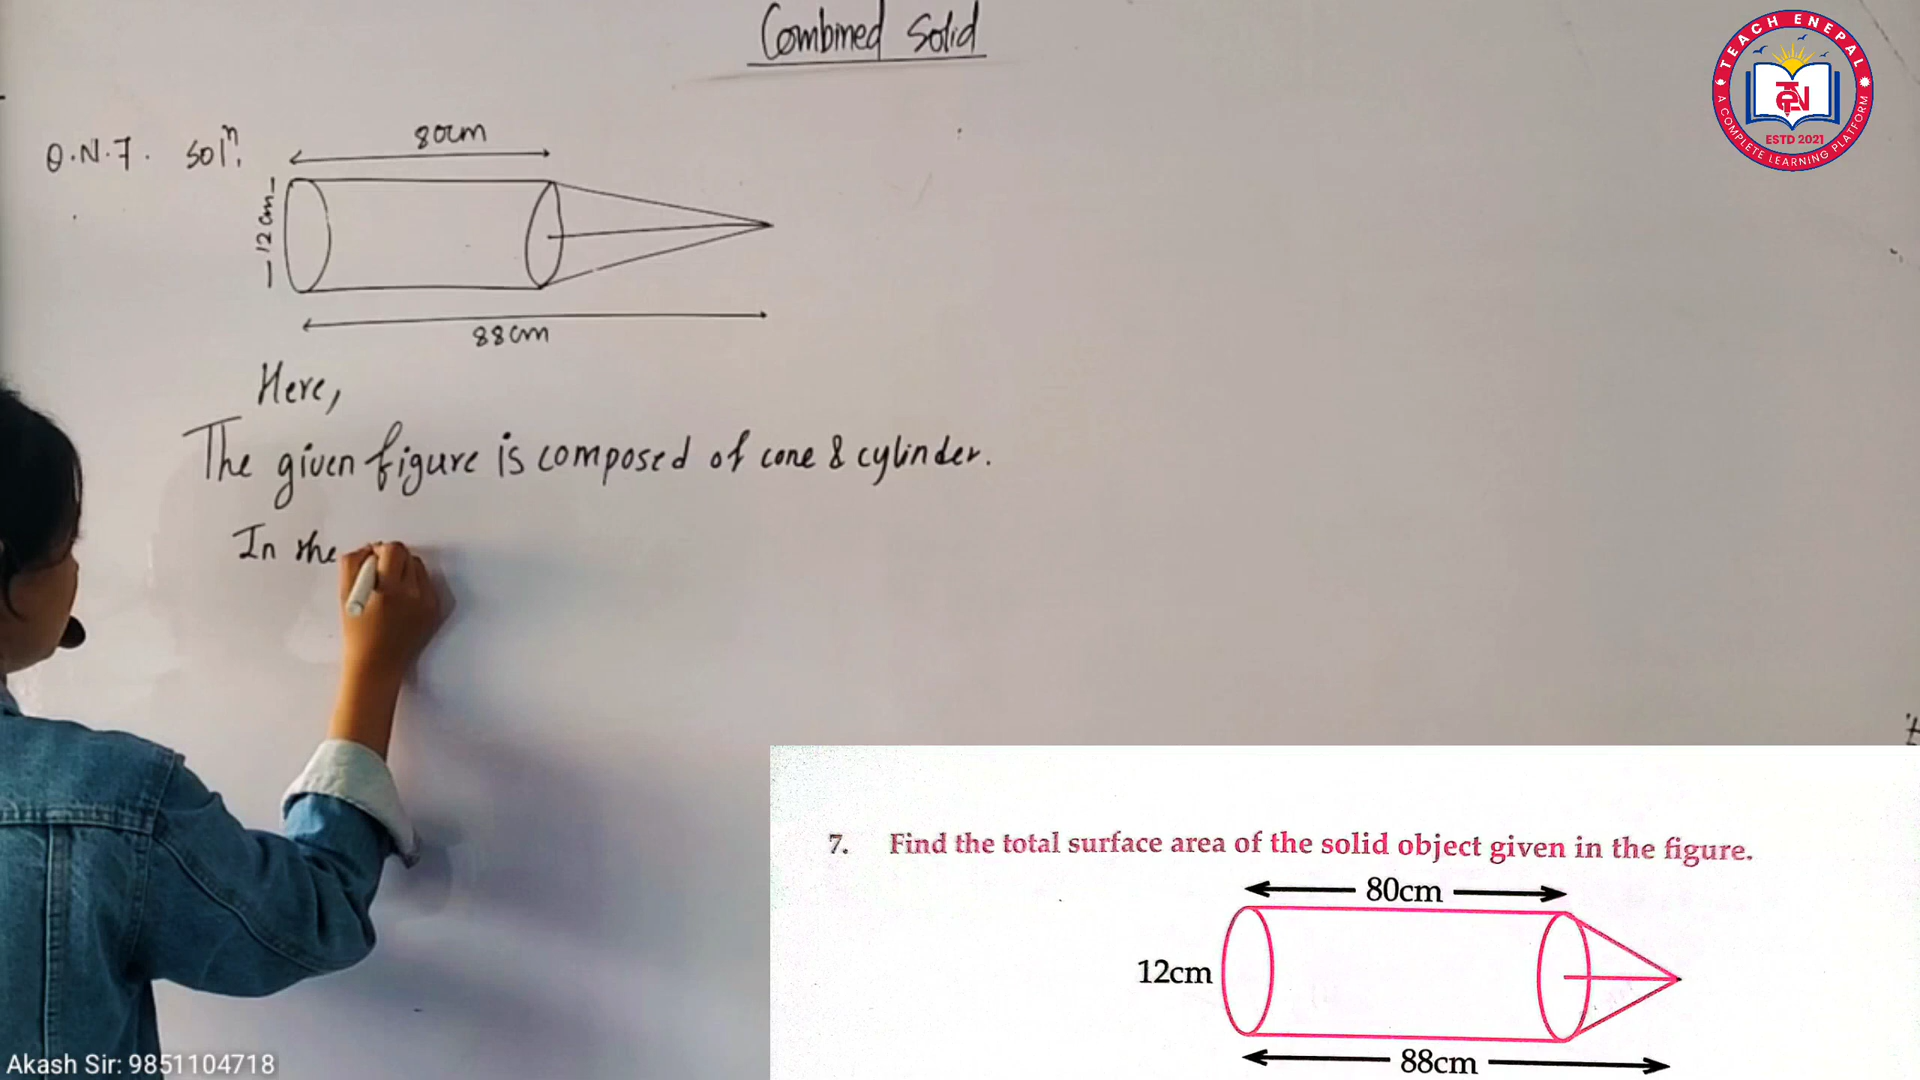 Combined Solid
TEACH ENEPAL
A COMPLETE LEARNING PLATFORM
ESTD 2021
Q.N.7. Solⁿ.
80cm
12cm
88cm
Here,
The given figure is composed of cone & cylinder.
In the
7. Find the total surface area of the solid object given in the figure.
80cm
12cm
88cm
Akash Sir: 9851104718